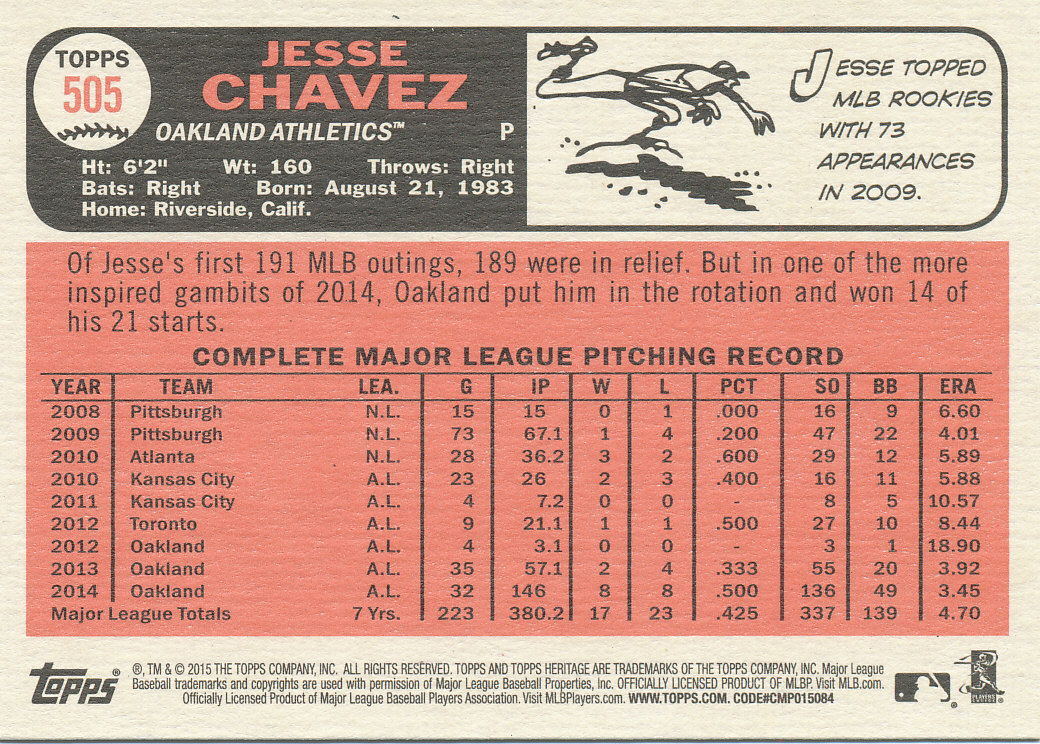 TOPPS
505
JESSE
CHAVEZ
OAKLAND ATHLETICS™ P
Ht: 6'2" Wt: 160 Throws: Right
Bats: Right Born: August 21, 1983
Home: Riverside, Calif.
JESSE TOPPED
MLB ROOKIES
WITH 73
APPEARANCES
IN 2009.
Of Jesse's first 191 MLB outings, 189 were in relief. But in one of the more
inspired gambits of 2014, Oakland put him in the rotation and won 14 of
his 21 starts.
COMPLETE MAJOR LEAGUE PITCHING RECORD
YEAR TEAM LEA. G IP W L PCT SO BB ERA
2008 Pittsburgh N.L. 15 15 0 1 .000 16 9 6.60
2009 Pittsburgh N.L. 73 67.1 1 4 .200 47 22 4.01
2010 Atlanta N.L. 28 36.2 3 2 .600 29 12 5.89
2010 Kansas City A.L. 23 26 2 3 .400 16 11 5.88
2011 Kansas City A.L. 4 7.2 0 0 - 8 5 10.57
2012 Toronto A.L. 9 21.1 1 1 .500 27 10 8.44
2012 Oakland A.L. 4 3.1 0 0 - 3 1 18.90
2013 Oakland A.L. 35 57.1 2 4 .333 55 20 3.92
2014 Oakland A.L. 32 146 8 8 .500 136 49 3.45
Major League Totals 7 Yrs. 223 380.2 17 23 .425 337 139 4.70
topps® ®, TM & © 2015 THE TOPPS COMPANY, INC. ALL RIGHTS RESERVED. TOPPS AND TOPPS HERITAGE ARE TRADEMARKS OF THE TOPPS COMPANY, INC. Major League
Baseball trademarks and copyrights are used with permission of Major League Baseball Properties, Inc. OFFICIALLY LICENSED PRODUCT OF MLBP. Visit MLB.com.
Officially Licensed Product of Major League Baseball Players Association. Visit MLBPlayers.com. WWW.TOPPS.COM. CODE#CMP015084